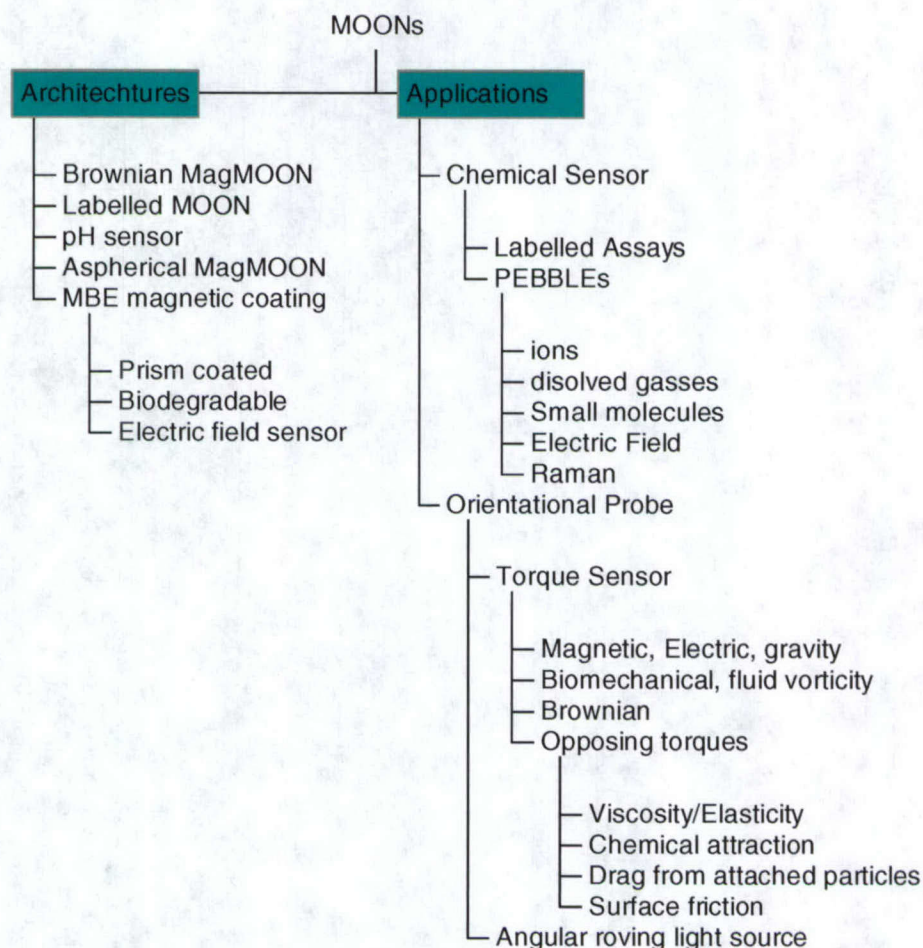 MOONs
Architechtures
Applications
Brownian MagMOON
Labelled MOON
pH sensor
Aspherical MagMOON
MBE magnetic coating
Prism coated
Biodegradable
Electric field sensor
Chemical Sensor
Labelled Assays
PEBBLEs
ions
disolved gasses
Small molecules
Electric Field
Raman
Orientational Probe
Torque Sensor
Magnetic, Electric, gravity
Biomechanical, fluid vorticity
Brownian
Opposing torques
Viscosity/Elasticity
Chemical attraction
Drag from attached particles
Surface friction
Angular roving light source